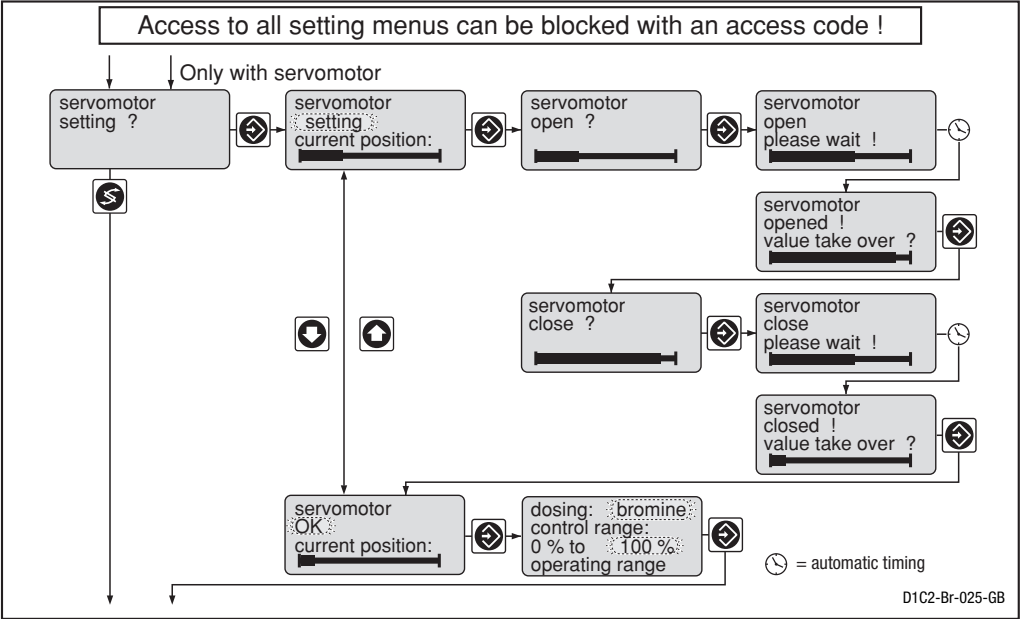 Access to all setting menus can be blocked with an access code !
Only with servomotor
servomotor
setting ?
servomotor
setting
current position:
servomotor
open ?
servomotor
open
please wait !
servomotor
opened !
value take over ?
servomotor
close ?
servomotor
close
please wait !
servomotor
closed !
value take over ?
servomotor
OK
current position:
dosing: bromine
control range:
0 % to 100 %
operating range
= automatic timing
D1C2-Br-025-GB